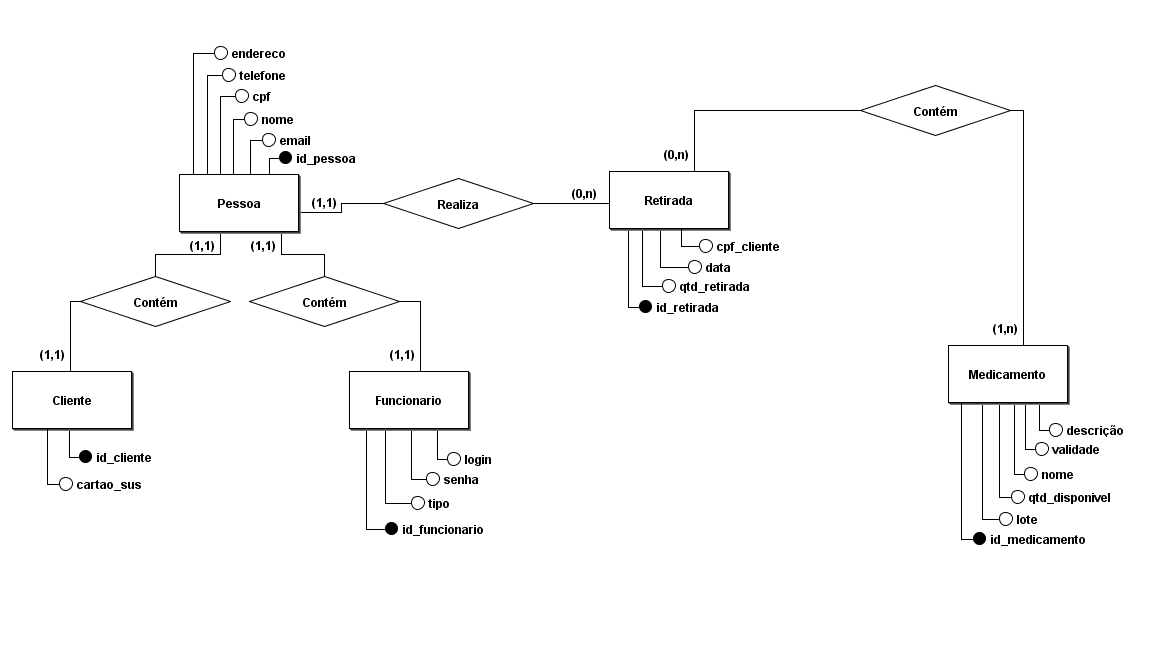 endereco
telefone
cpf
nome
email
id_pessoa
Pessoa
(1,1)
Realiza
(0,n)
Retirada
(0,n)
Contém
cpf_cliente
data
qtd_retirada
id_retirada
(1,1)
(1,1)
Contém
Contém
(1,1)
(1,1)
(1,n)
Cliente
Funcionario
Medicamento
id_cliente
cartao_sus
login
senha
tipo
id_funcionario
descrição
validade
nome
qtd_disponivel
lote
id_medicamento